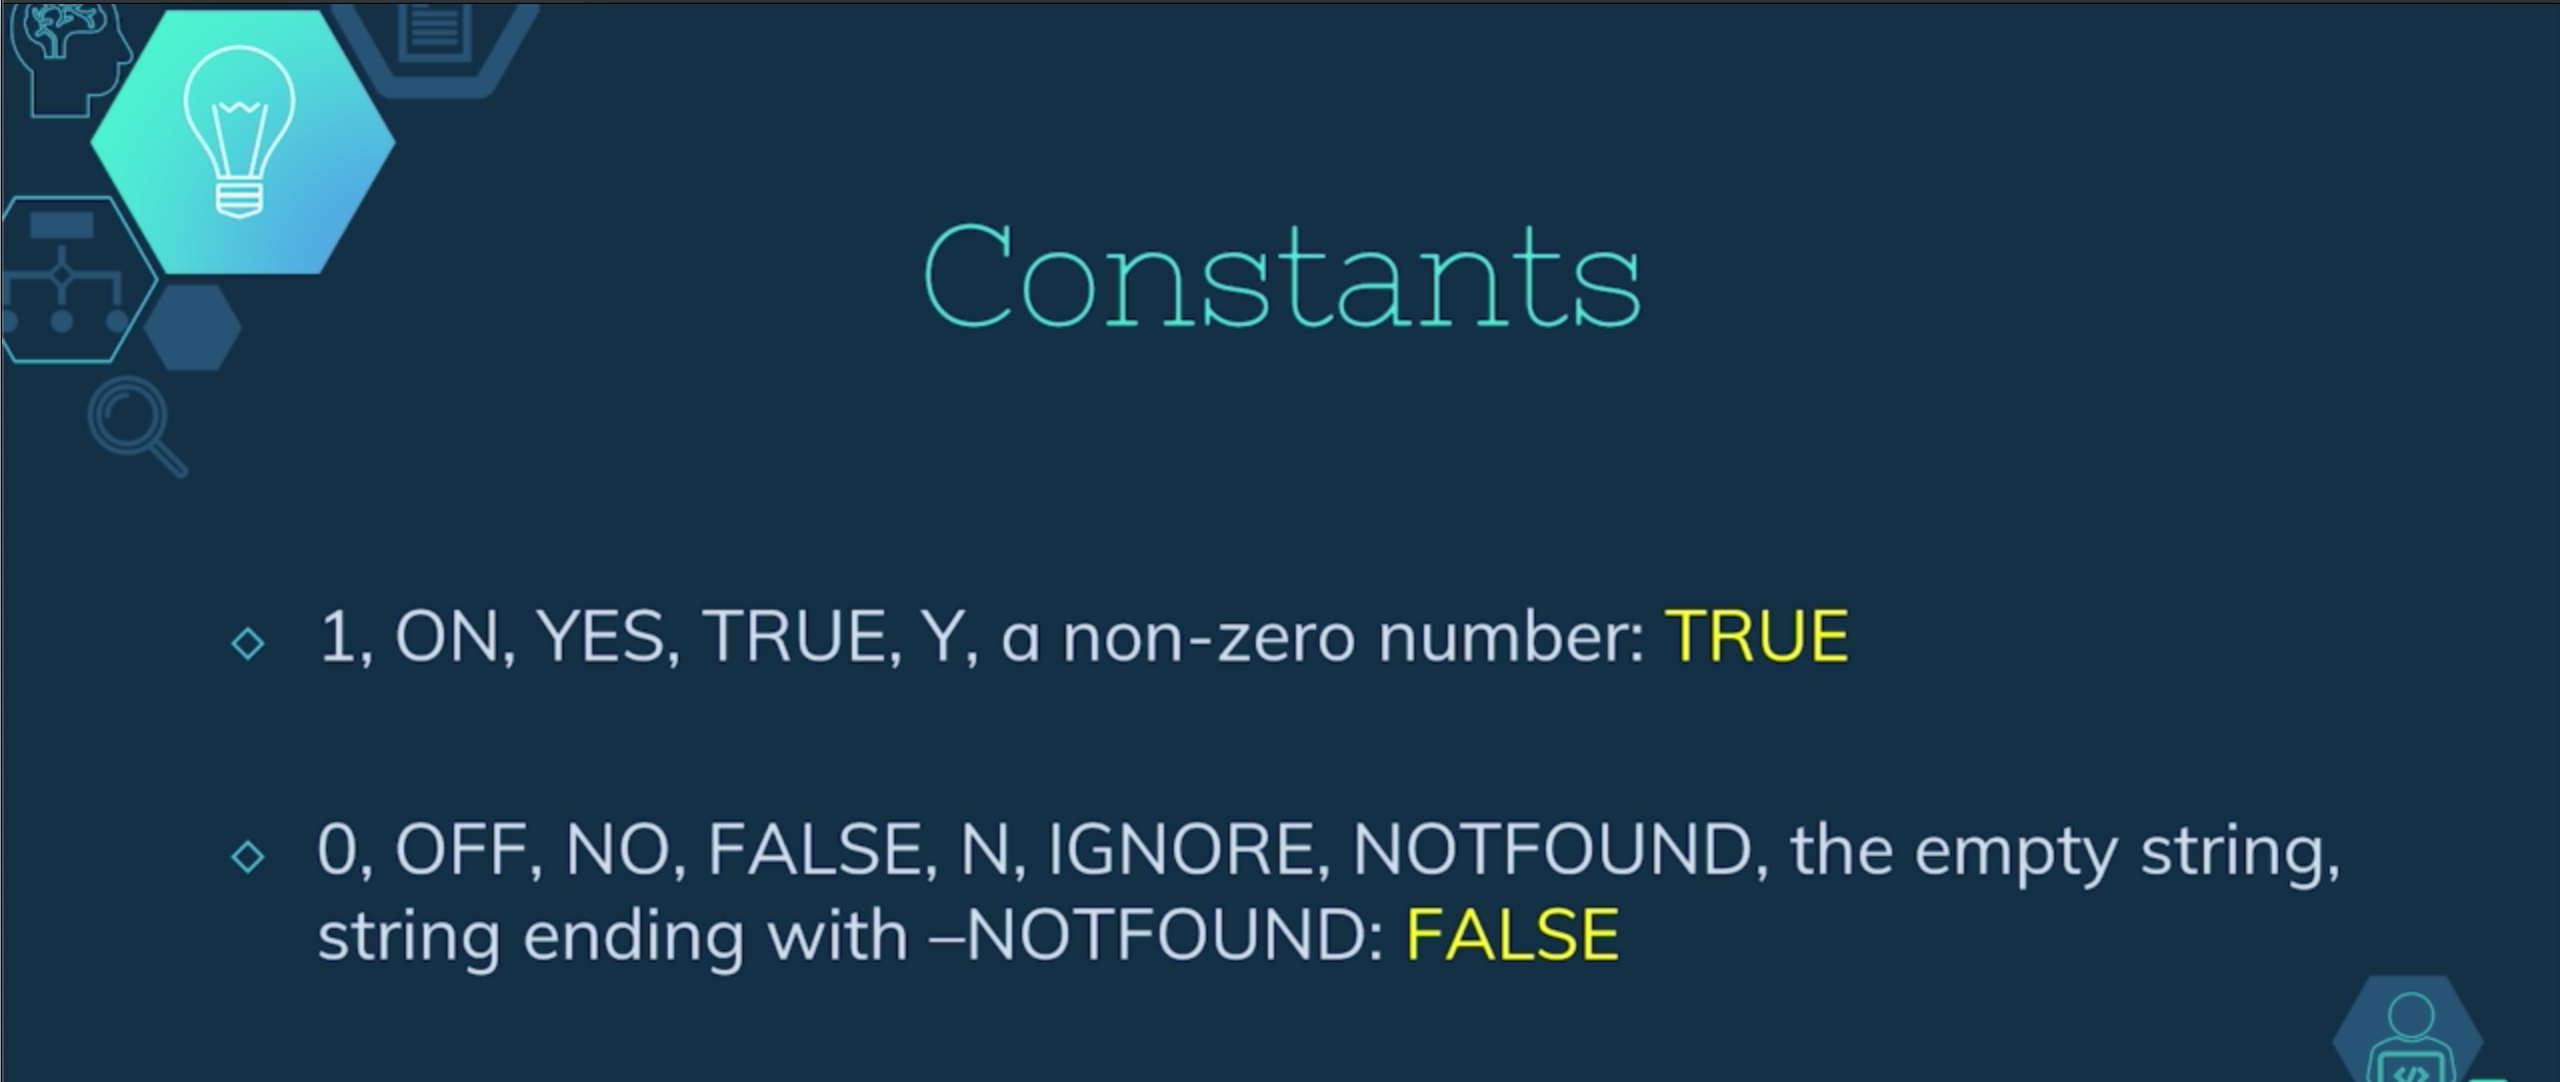 Constants
1, ON, YES, TRUE, Y, a non-zero number: TRUE
0, OFF, NO, FALSE, N, IGNORE, NOTFOUND, the empty string,
string ending with –NOTFOUND: FALSE